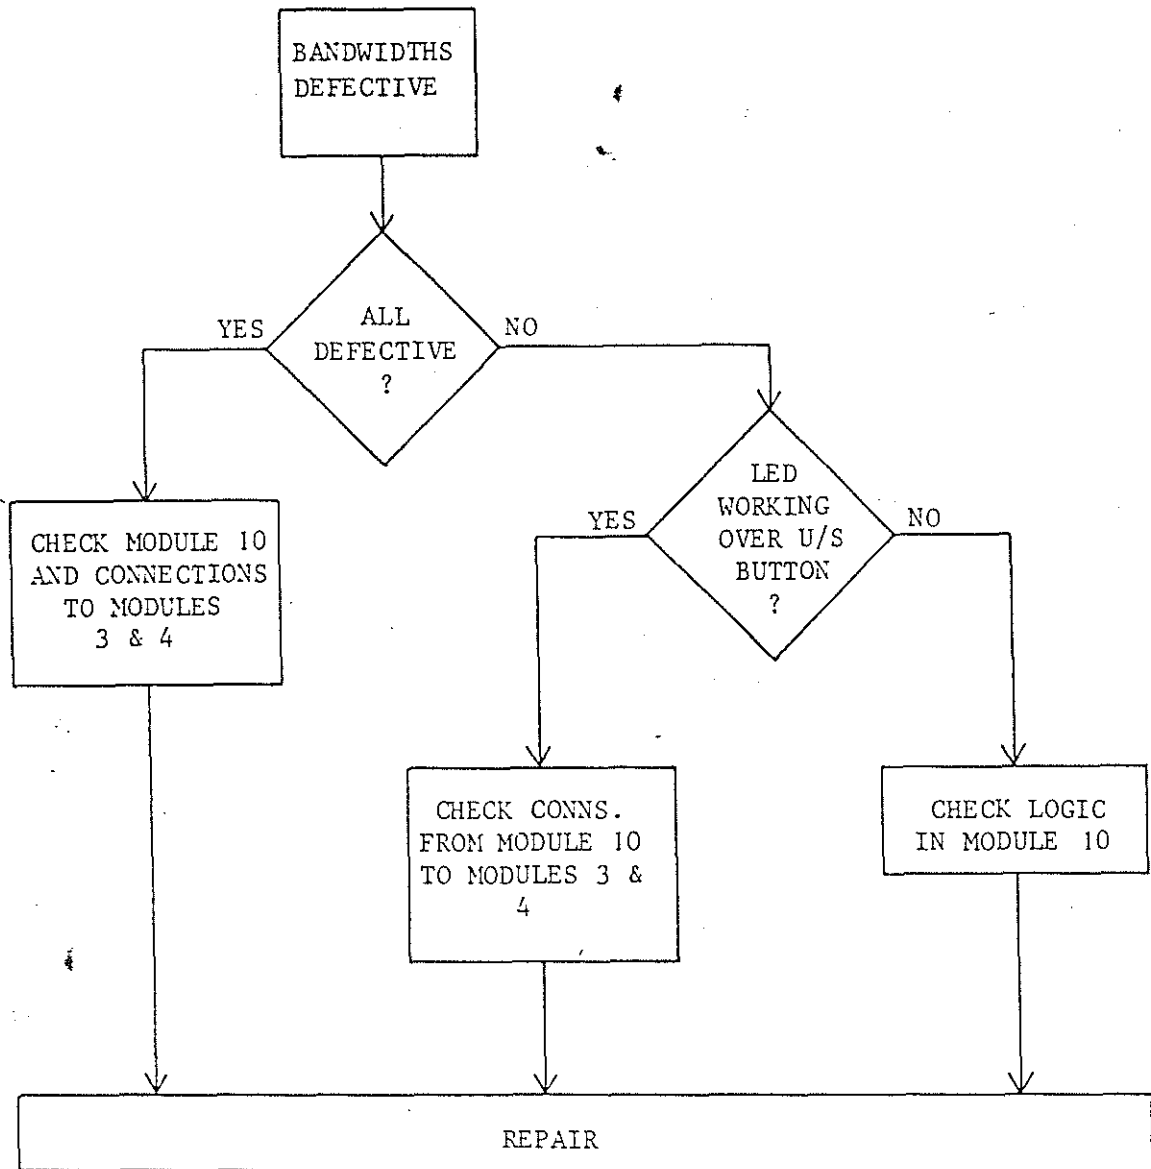 BANDWIDTHS
DEFECTIVE
ALL
DEFECTIVE
?
YES
NO
LED
WORKING
OVER U/S
BUTTON
?
YES
NO
CHECK MODULE 10
AND CONNECTIONS
TO MODULES
3 & 4
CHECK CONNS.
FROM MODULE 10
TO MODULES 3 &
4
CHECK LOGIC
IN MODULE 10
REPAIR